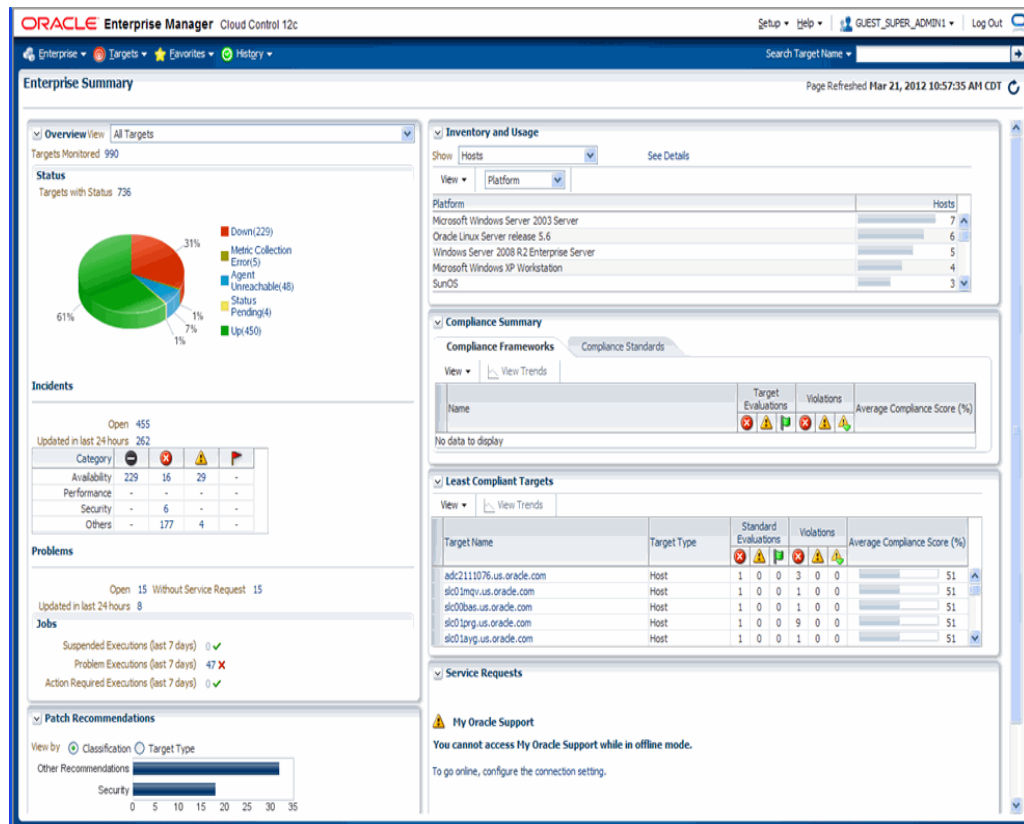 ORACLE Enterprise Manager Cloud Control 12c
Setup Help GUEST_SUPER_ADMIN1 Log Out
Enterprise Targets Favorites History
Search Target Name
Enterprise Summary
Page Refreshed Mar 21, 2012 10:57:35 AM CDT
Overview View All Targets
Targets Monitored 990
Status
Targets with Status 736
31%
61%
1%
7%
1%
Down(229)
Metric Collection
Error(5)
Agent
Unreachable(48)
Status
Pending(4)
Up(450)
Incidents
Open 455
Updated in last 24 hours 262
Category
Availability 229 16 29 -
Performance - - - -
Security - 6 - -
Others - 177 4 -
Problems
Open 15 Without Service Request 15
Updated in last 24 hours 8
Jobs
Suspended Executions (last 7 days) 0
Problem Executions (last 7 days) 47
Action Required Executions (last 7 days) 0
Patch Recommendations
View by Classification Target Type
Other Recommendations
Security
0 5 10 15 20 25 30 35
Inventory and Usage
Show Hosts See Details
View Platform
Platform Hosts
Microsoft Windows Server 2003 Server 7
Oracle Linux Server release 5.6 6
Windows Server 2008 R2 Enterprise Server 5
Microsoft Windows XP Workstation 4
SunOS 3
Compliance Summary
Compliance Frameworks Compliance Standards
View View Trends
Name
Target
Evaluations
Violations
Average Compliance Score (%)
No data to display
Least Compliant Targets
View View Trends
Target Name
Target Type
Standard
Evaluations
Violations
Average Compliance Score (%)
adc2111076.us.oracle.com Host 1 0 0 3 0 0 51
slc01mqv.us.oracle.com Host 1 0 0 1 0 0 51
slc00bas.us.oracle.com Host 1 0 0 1 0 0 51
slc01prg.us.oracle.com Host 1 0 0 9 0 0 51
slc01ayg.us.oracle.com Host 1 0 0 1 0 0 51
Service Requests
My Oracle Support
You cannot access My Oracle Support while in offline mode.
To go online, configure the connection setting.